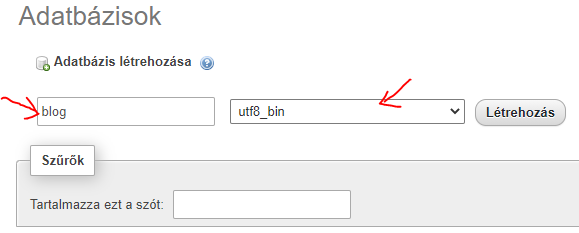 Adatbázisok
Adatbázis létrehozása
blog utf8_bin Létrehozás
Szűrők
Tartalmazza ezt a szót: